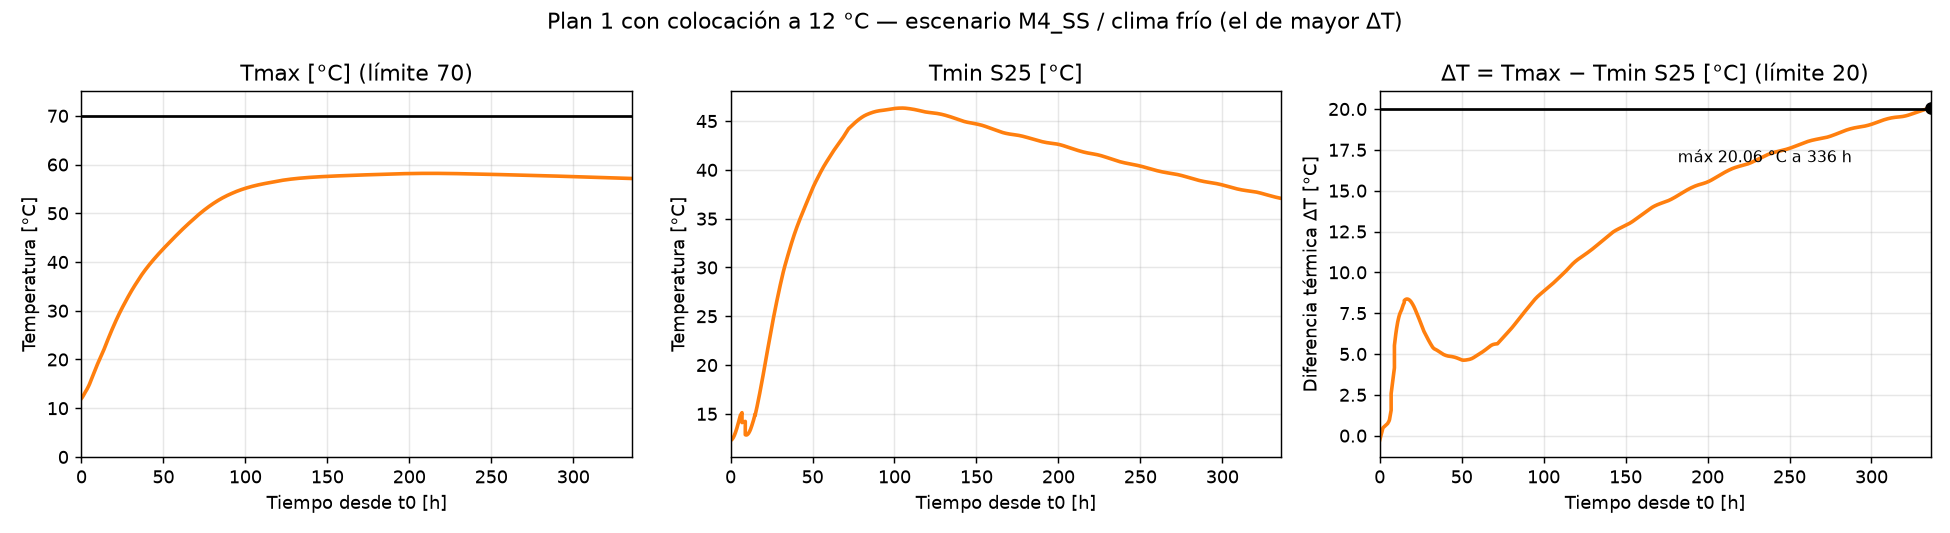 Plan 1 con colocación a 12 °C — escenario M4_SS / clima frío (el de mayor ΔT)
Tmax [°C] (límite 70)
Temperatura [°C]
70
60
50
40
30
20
10
0
0 50 100 150 200 250 300
Tiempo desde t0 [h]
Tmin S25 [°C]
Temperatura [°C]
45
40
35
30
25
20
15
0 50 100 150 200 250 300
Tiempo desde t0 [h]
ΔT = Tmax − Tmin S25 [°C] (límite 20)
Diferencia térmica ΔT [°C]
20.0
17.5
15.0
12.5
10.0
7.5
5.0
2.5
0.0
máx 20.06 °C a 336 h
0 50 100 150 200 250 300
Tiempo desde t0 [h]